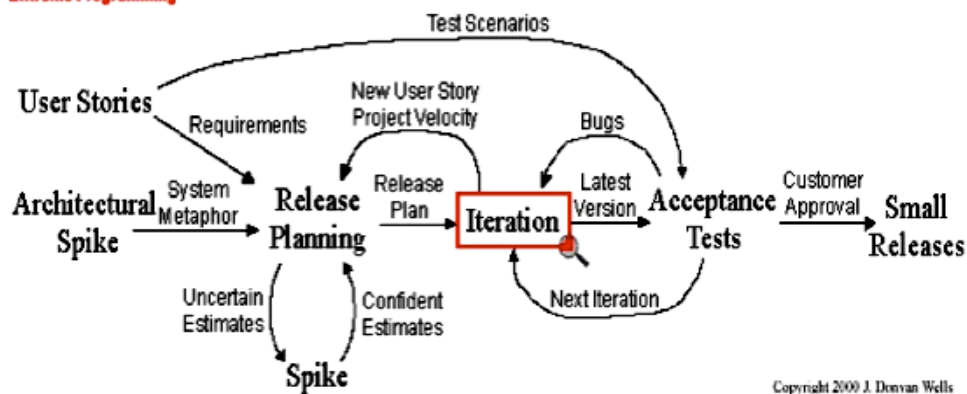 Extreme Programming
Test Scenarios
User Stories
New User Story
Project Velocity
Requirements
Bugs
Architectural
Spike
System
Metaphor
Release
Planning
Release
Plan
Iteration
Latest
Version
Acceptance
Tests
Customer
Approval
Small
Releases
Uncertain
Estimates
Confident
Estimates
Next Iteration
Spike
Copyright 2000 J. Donvan Wells